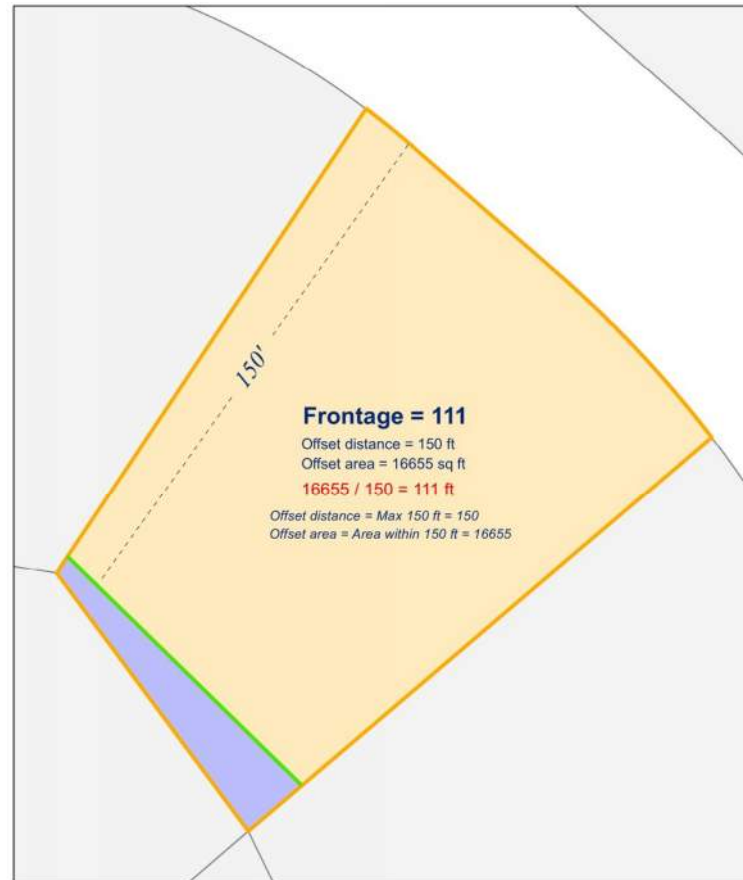 150'
Frontage = 111
Offset distance = 150 ft
Offset area = 16655 sq ft
16655 / 150 = 111 ft
Offset distance = Max 150 ft = 150
Offset area = Area within 150 ft = 16655